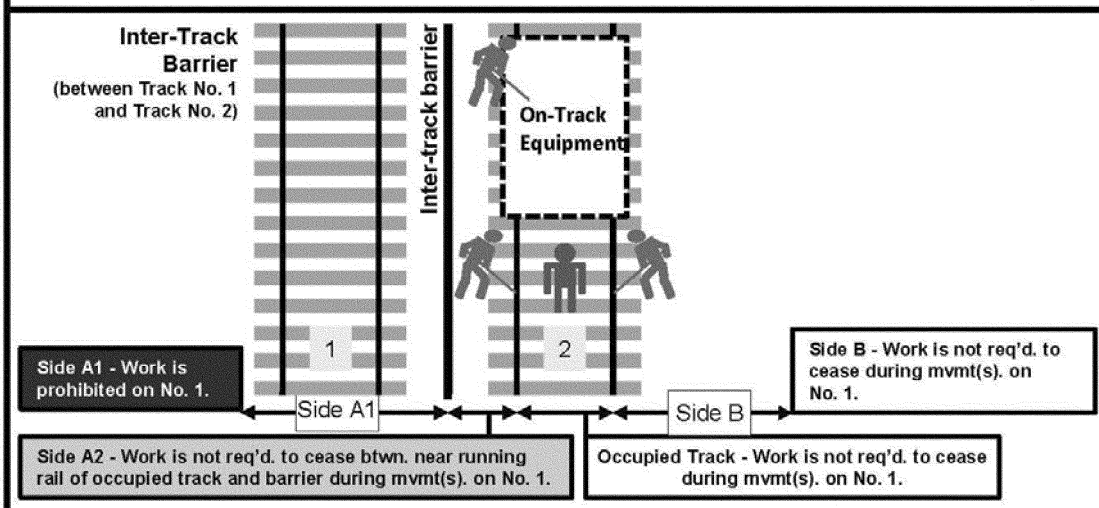 Inter-Track
Barrier
(between Track No. 1
and Track No. 2)
Inter-track barrier
On-Track
Equipment
1
2
Side A1 - Work is
prohibited on No. 1.
Side A1
Side B
Side B - Work is not req'd. to
cease during mvmt(s). on
No. 1.
Side A2 - Work is not req'd. to cease btwn. near running
rail of occupied track and barrier during mvmt(s). on No. 1.
Occupied Track - Work is not req'd. to cease
during mvmt(s). on No. 1.